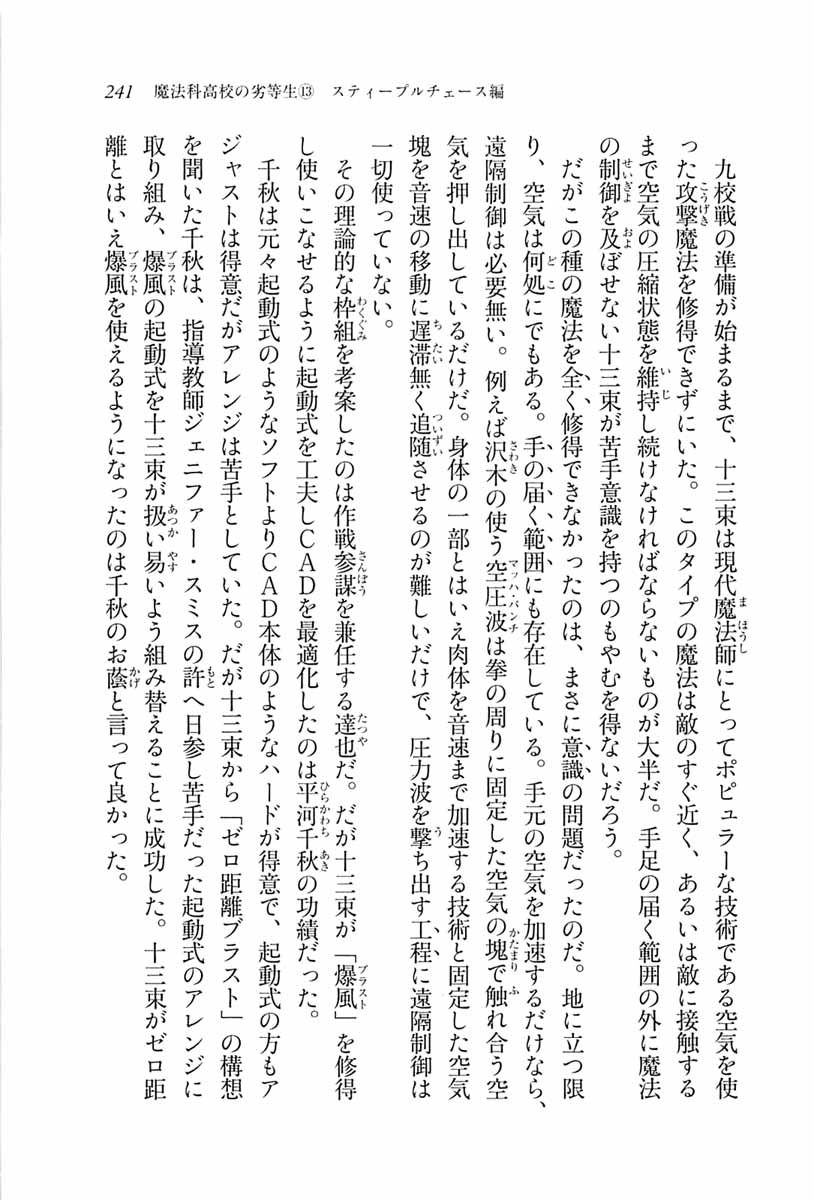 241　魔法科高校の劣等生⑬　スティープルチェース編
　九校戦の準備が始まるまで、十三束は現代魔法師にとってポピュラーな技術である空気を使
った攻撃魔法を修得できずにいた。このタイプの魔法は敵のすぐ近く、あるいは敵に接触する
まで空気の圧縮状態を維持し続けなければならないものが大半だ。手足の届く範囲の外に魔法
の制御を及ぼせない十三束が苦手意識を持つのもやむを得ないだろう。
　だがこの種の魔法を全く修得できなかったのは、まさに意識の問題だったのだ。地に立つ限
り、空気は何処にでもある。手の届く範囲にも存在している。手元の空気を加速するだけなら、
遠隔制御は必要無い。例えば沢木の使う空圧波は拳の周りに固定した空気の塊で触れ合う空
気を押し出しているだけだ。身体の一部とはいえ肉体を音速まで加速する技術と固定した空気
塊を音速の移動に遅滞無く追随させるのが難しいだけで、圧力波を撃ち出す工程に遠隔制御は
一切使っていない。
　その理論的な枠組を考案したのは作戦参謀を兼任する達也だ。だが十三束が「爆風」を修得
し使いこなせるように起動式を工夫しＣＡＤを最適化したのは平河千秋の功績だった。
　千秋は元々起動式のようなソフトよりＣＡＤ本体のようなハードが得意で、起動式の方もア
ジャストは得意だがアレンジは苦手としていた。だが十三束から「ゼロ距離ブラスト」の構想
を聞いた千秋は、指導教師ジェニファー・スミスの許へ日参し苦手だった起動式のアレンジに
取り組み、爆風の起動式を十三束が扱い易いよう組み替えることに成功した。十三束がゼロ距
離とはいえ爆風を使えるようになったのは千秋のお蔭と言って良かった。